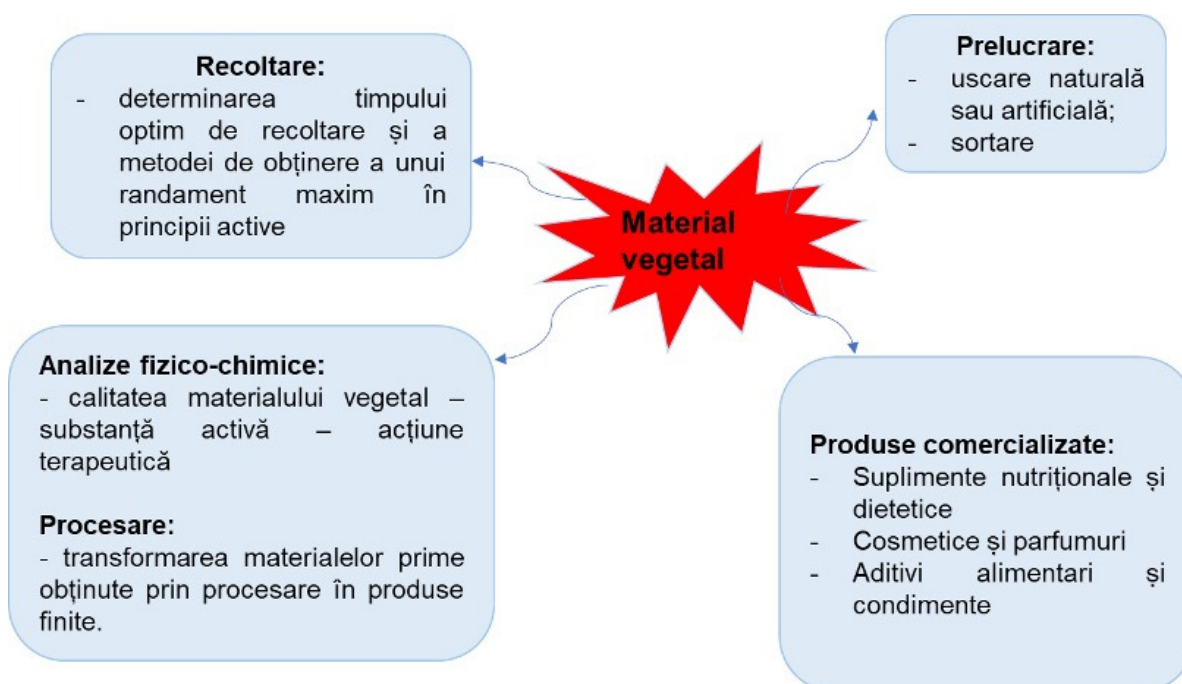 Recoltare:
- determinarea timpului
optim de recoltare și a
metodei de obținere a unui
randament maxim în
principii active
Prelucrare:
- uscare naturală
sau artificială;
- sortare
Material
vegetal
Analize fizico-chimice:
- calitatea materialului vegetal –
substanță activă – acțiune
terapeutică
Procesare:
- transformarea materialelor prime
obținute prin procesare în produse
finite.
Produse comercializate:
- Suplimente nutriționale și
dietetice
- Cosmetice și parfumuri
- Aditivi alimentari și
condimente